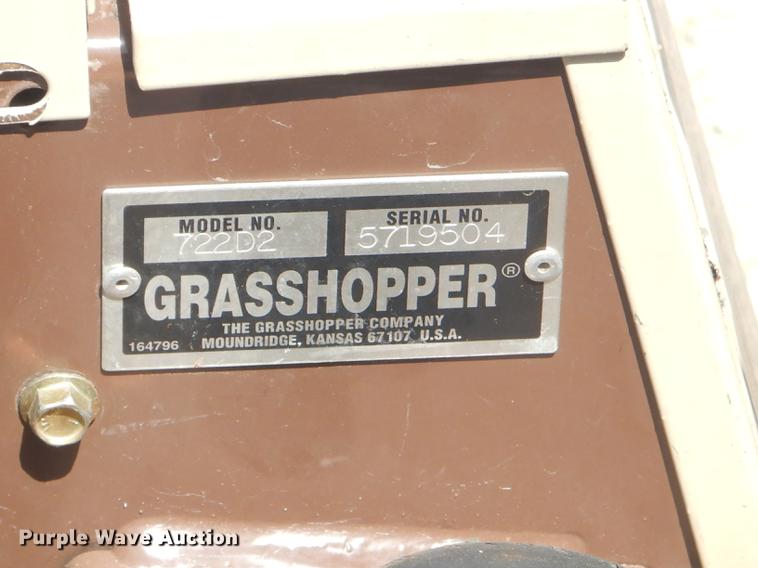 MODEL NO. SERIAL NO.
722D2 5719504
GRASSHOPPER®
THE GRASSHOPPER COMPANY
164796 MOUNDRIDGE, KANSAS 67107 U.S.A.
Purple Wave Auction